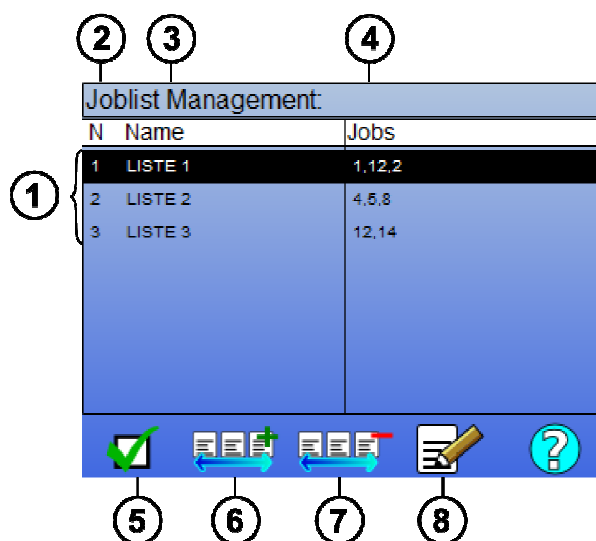 2 3 4
Joblist Management:
N Name Jobs
1 LISTE 1 1,12,2
1
2 LISTE 2 4,5,8
3 LISTE 3 12,14
?
5 6 7 8